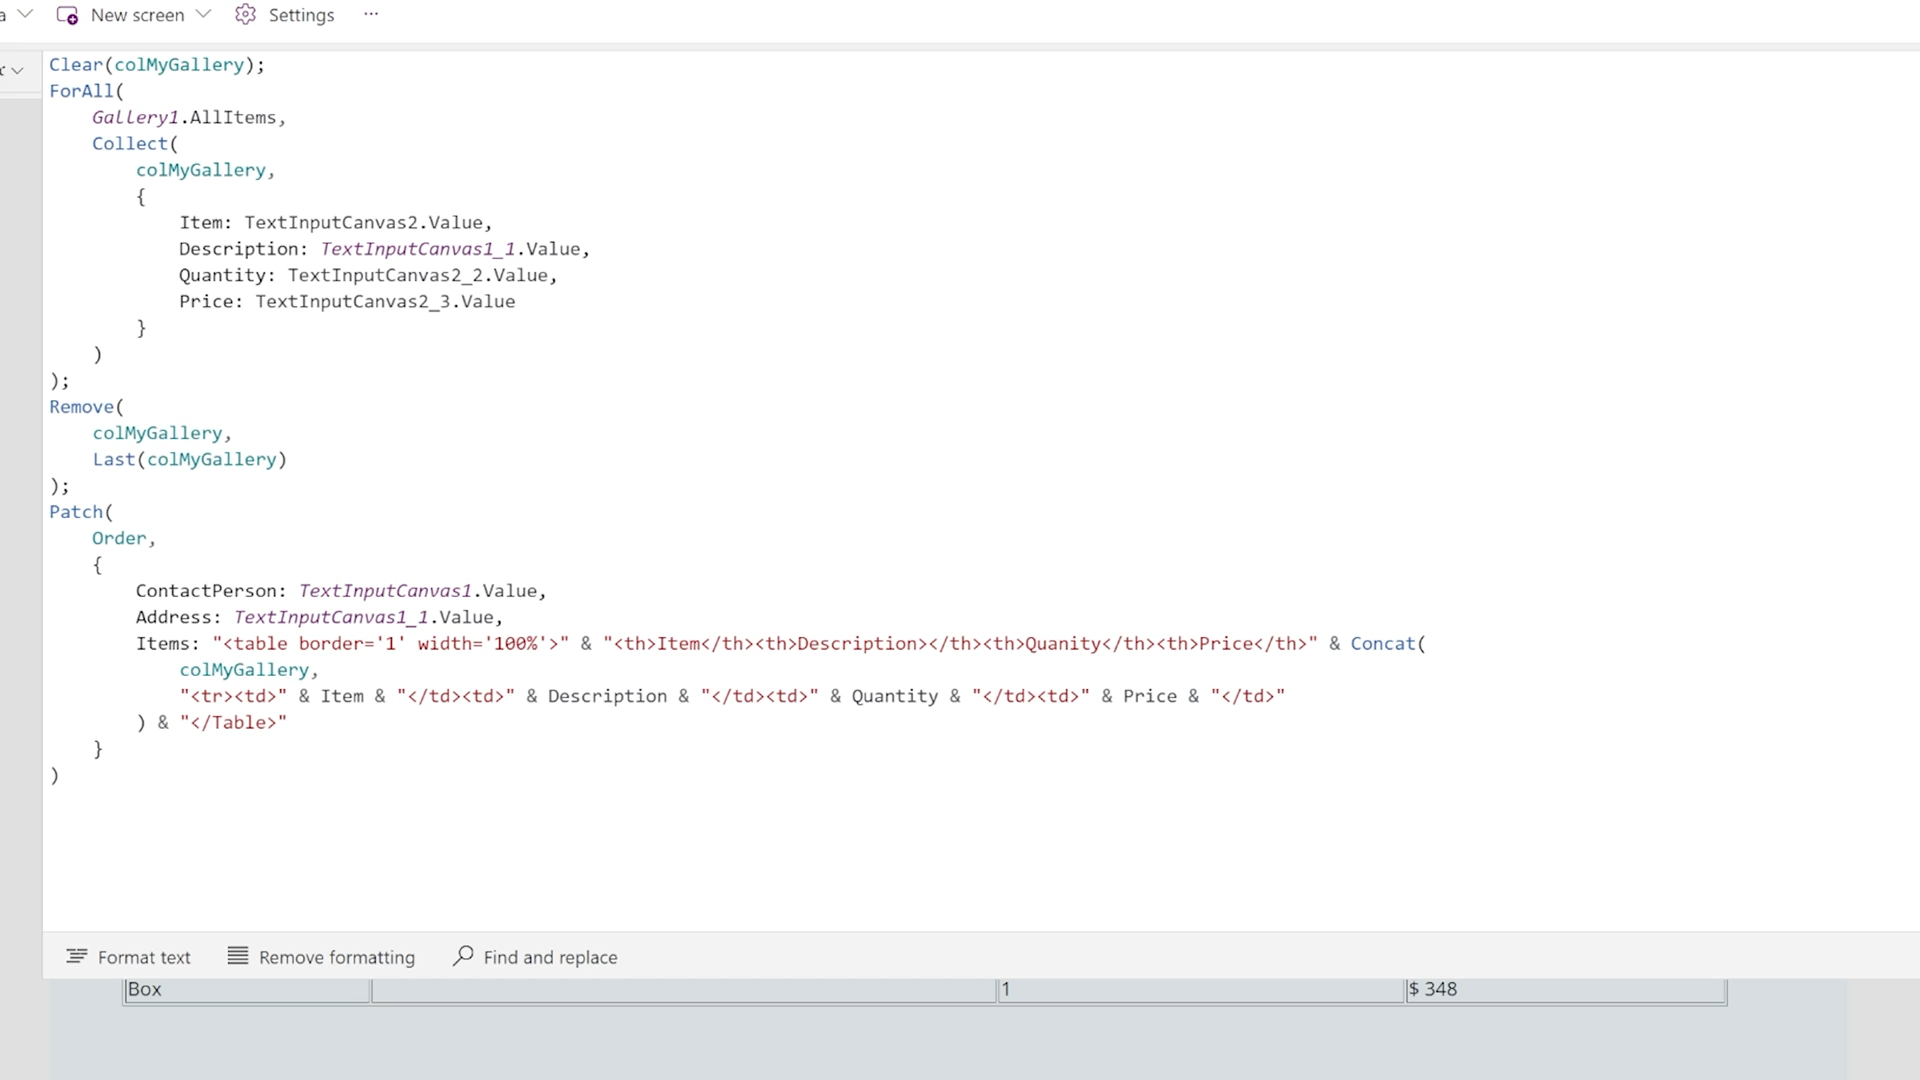 a New screen Settings ...
r
Clear(colMyGallery);
ForAll(
    Gallery1.AllItems,
    Collect(
        colMyGallery,
        {
            Item: TextInputCanvas2.Value,
            Description: TextInputCanvas1_1.Value,
            Quantity: TextInputCanvas2_2.Value,
            Price: TextInputCanvas2_3.Value
        }
    )
);
Remove(
    colMyGallery,
    Last(colMyGallery)
);
Patch(
    Order,
    {
        ContactPerson: TextInputCanvas1.Value,
        Address: TextInputCanvas1_1.Value,
        Items: "<table border='1' width='100%'>" & "<th>Item</th><th>Description></th><th>Quanity</th><th>Price</th>" & Concat(
            colMyGallery,
            "<tr><td>" & Item & "</td><td>" & Description & "</td><td>" & Quantity & "</td><td>" & Price & "</td>"
        ) & "</Table>"
    }
)
Format text Remove formatting Find and replace
Box 1 $ 348